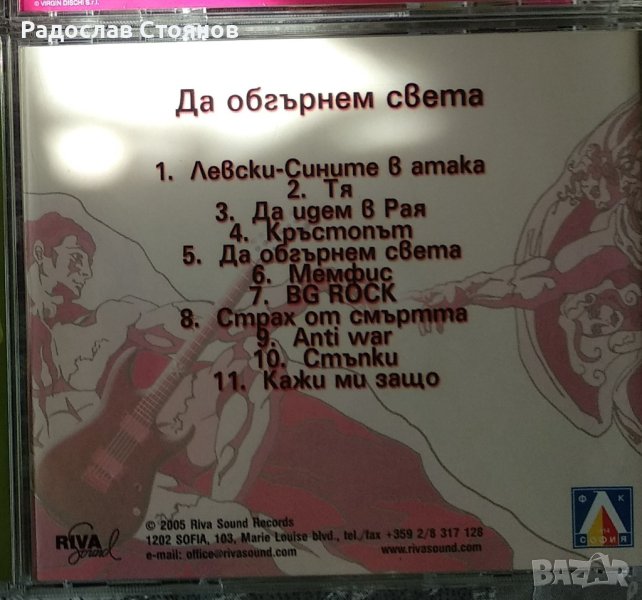 © VIRGIN DISCHI S.r.l.
Радослав Стоянов
Да обгърнем света
1. Левски-Сините в атака
2. Тя
3. Да идем в Рая
4. Кръстопът
5. Да обгърнем света
6. Мемфис
7. BG ROCK
8. Страх от смъртта
9. Anti war
10. Стъпки
11. Кажи ми защо
RIVA
Sound
© 2005 Riva Sound Records
1202 SOFIA, 103, Marie Louise blvd., tel./fax +359 2/8 317 128
e-mail: office@rivasound.com. www.rivasound.com
Ф К
1914
СОФИЯ
BAZAR